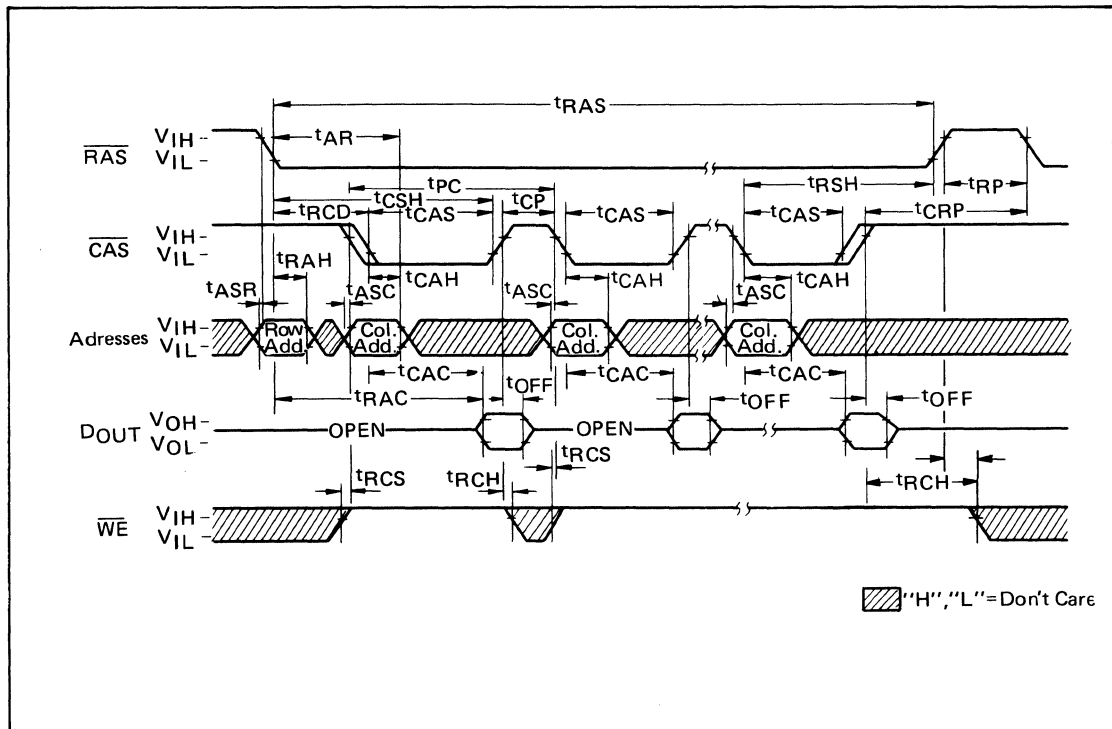 tRAS
VIH
tAR
RAS
VIL
tPC
tRSH
tRP
tCSH
tCP
tRCD
tCAS
tCAS
tCAS
tCRP
VIH
CAS
VIL
tRAH
tCAH
tCAH
tCAH
tASR
tASC
tASC
tASC
VIH
Adresses
VIL
Row Add.
Col. Add.
Col. Add.
Col. Add.
tCAC
tCAC
tCAC
tRAC
tOFF
tOFF
tOFF
VOH
DOUT
VOL
OPEN
OPEN
tRCS
tRCH
tRCS
tRCH
VIH
WE
VIL
"H","L"=Don't Care